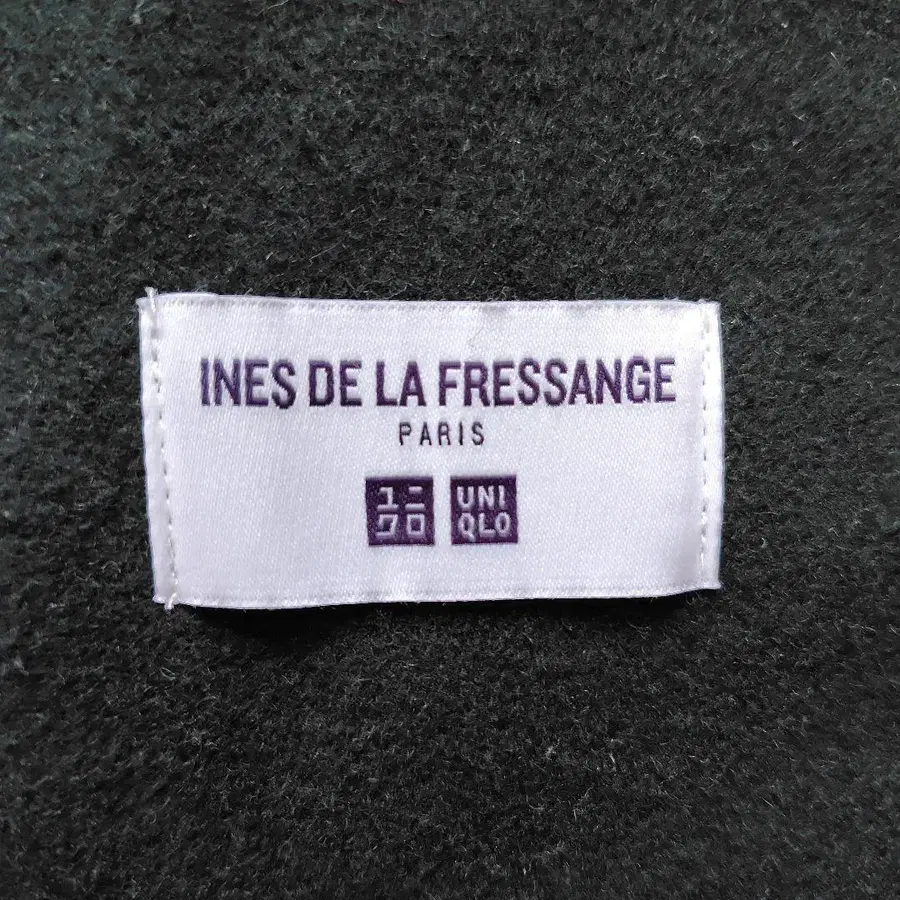 INES DE LA FRESSANGE
PARIS
ユニ UNI
クロ QLO